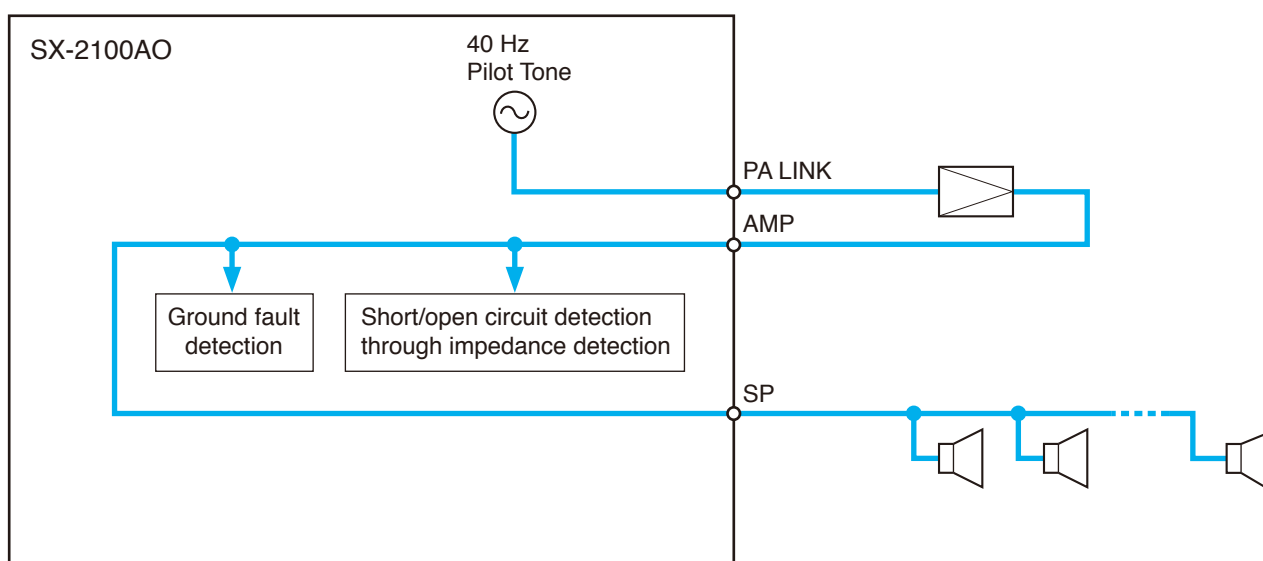 SX-2100AO
40 Hz
Pilot Tone
PA LINK
AMP
Ground fault
detection
Short/open circuit detection
through impedance detection
SP